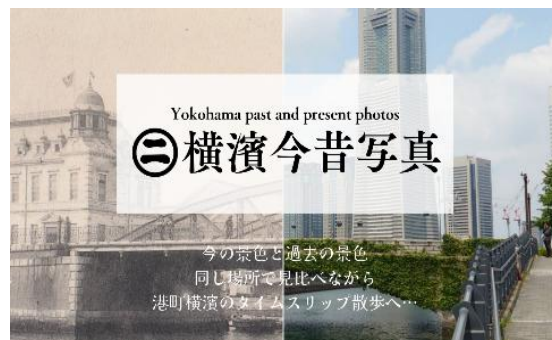 Yokohama past and present photos
㊁横濱今昔写真
今の景色と過去の景色
同じ場所で見比べながら
港町横濱のタイムスリップ散歩へ…